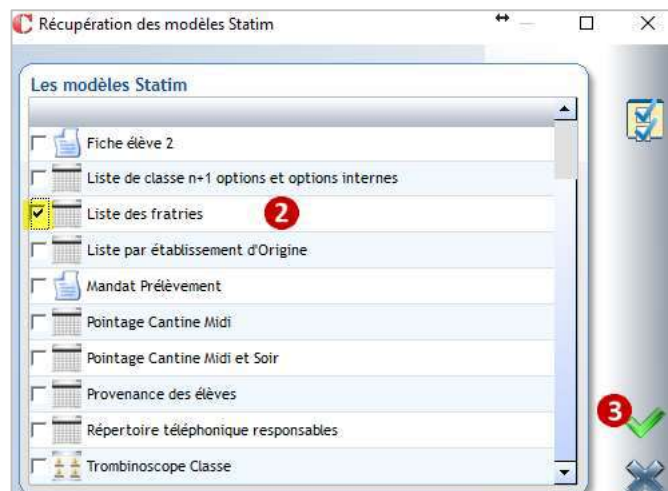 Récupération des modèles Statim
Les modèles Statim
Fiche élève 2
Liste de classe n+1 options et options internes
Liste des fratries 2
Liste par établissement d'Origine
Mandat Prélèvement
Pointage Cantine Midi
Pointage Cantine Midi et Soir
Provenance des élèves
3
Répertoire téléphonique responsables
Trombinoscope Classe